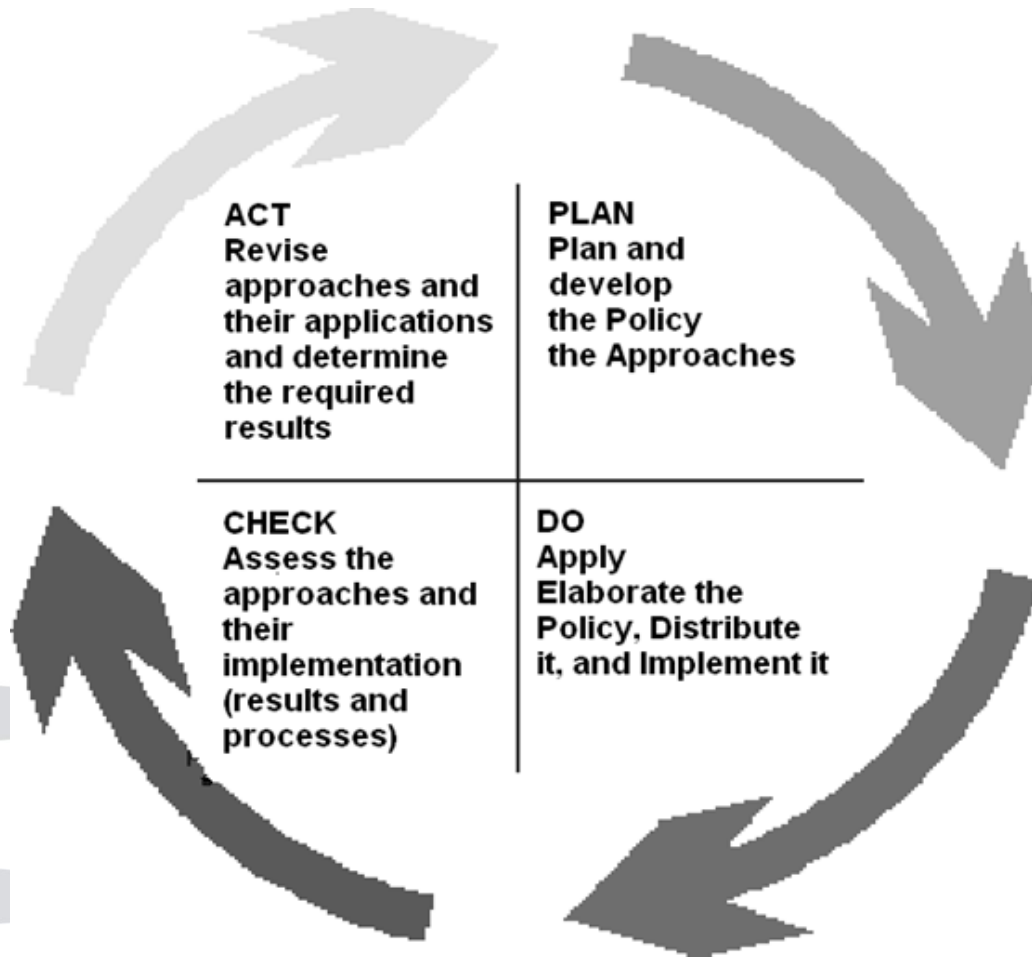 ACT
Revise
approaches and
their applications
and determine
the required
results
PLAN
Plan and
develop
the Policy
the Approaches
CHECK
Assess the
approaches and
their
implementation
(results and
processes)
DO
Apply
Elaborate the
Policy, Distribute
it, and Implement it